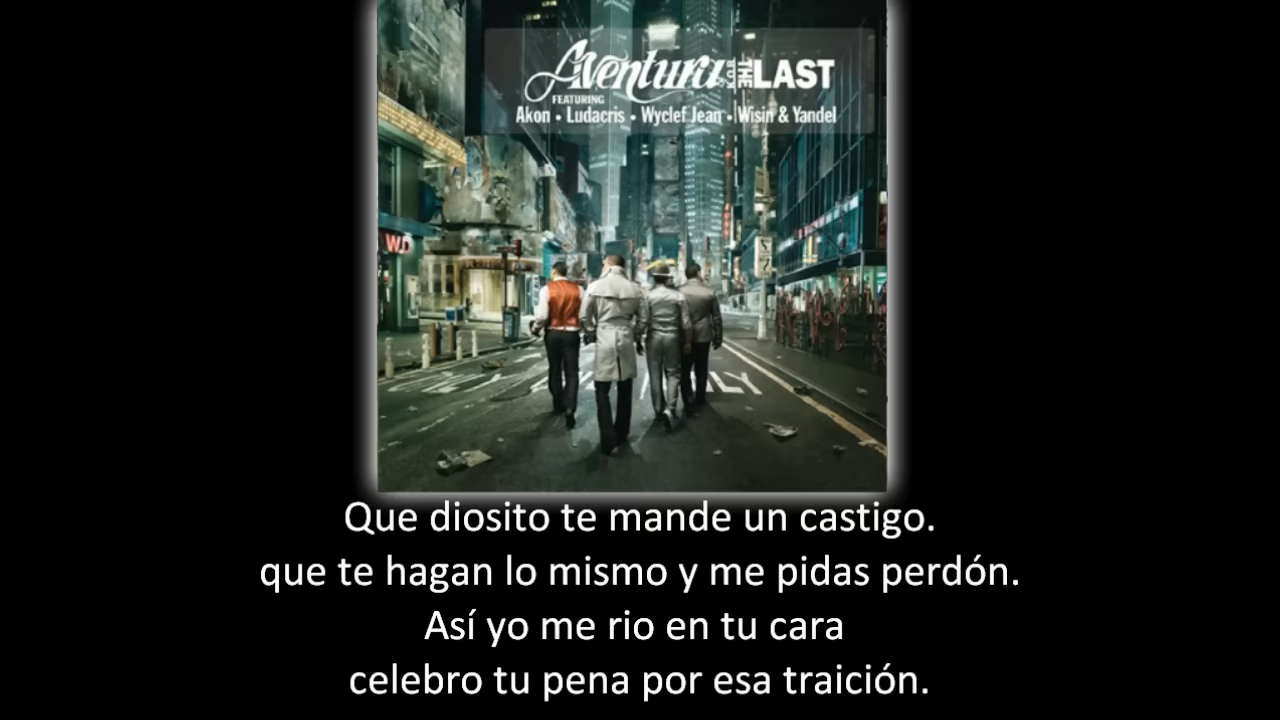 Aventura
THE LAST
FEATURING
Akon • Ludacris • Wyclef Jean • Wisin & Yandel
Que diosito te mande un castigo.
que te hagan lo mismo y me pidas perdón.
Así yo me rio en tu cara
celebro tu pena por esa traición.